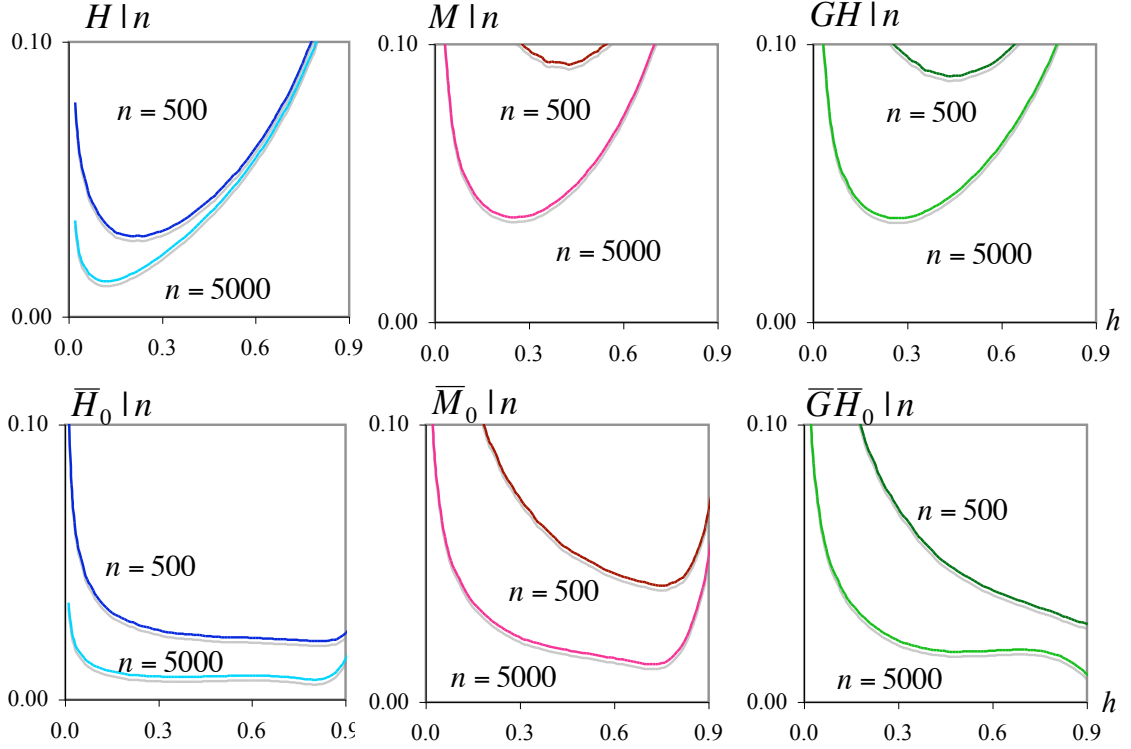 H | n M | n GH | n
0.10 0.10 0.10
n = 500 n = 500 n = 500
n = 5000 n = 5000 n = 5000
0.00 0.00 0.00 h
0.0 0.3 0.6 0.9 0.0 0.3 0.6 0.9 0.0 0.3 0.6 0.9
H̅₀ | n M̅₀ | n G̅H̅₀ | n
0.10 0.10 0.10
n = 500 n = 500 n = 500
n = 5000 n = 5000 n = 5000
0.00 0.00 0.00 h
0.0 0.3 0.6 0.9 0.0 0.3 0.6 0.9 0.0 0.3 0.6 0.9